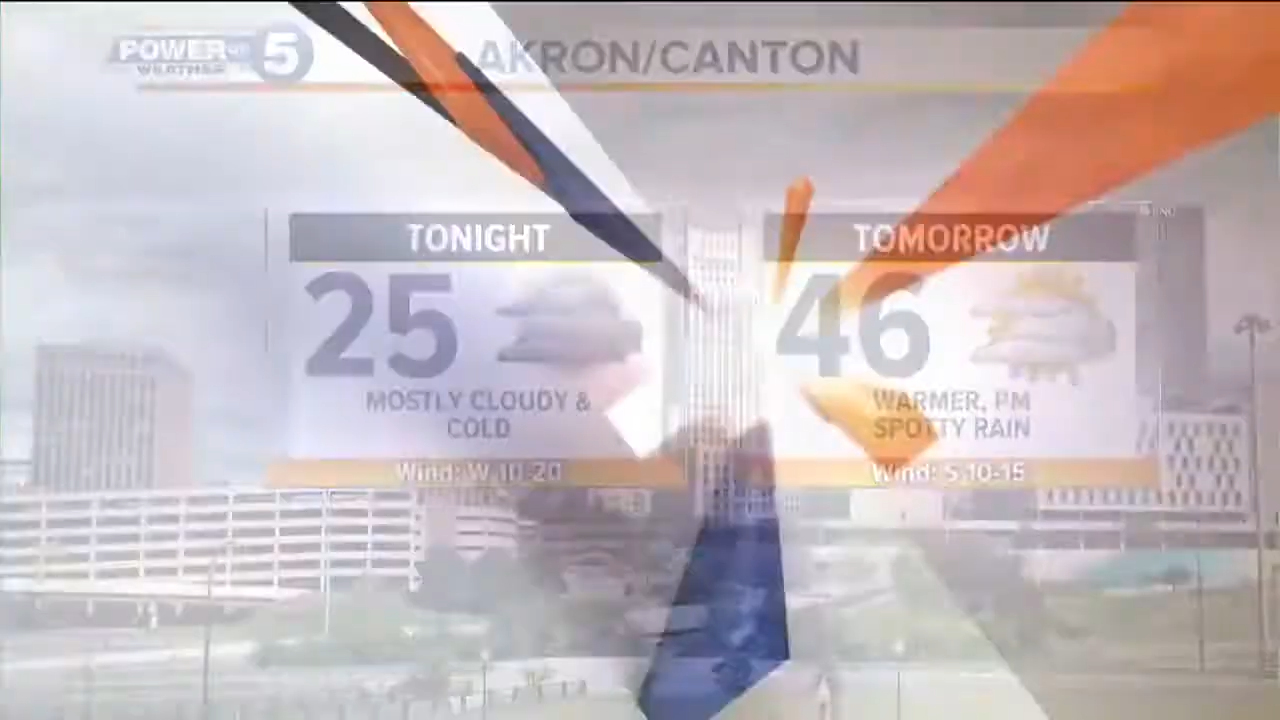 POWER OF 5
WEATHER
AKRON/CANTON
TONIGHT
25
MOSTLY CLOUDY &
COLD
Wind: W 10-20
TOMORROW
46
WARMER, PM
SPOTTY RAIN
Wind: S 10-15